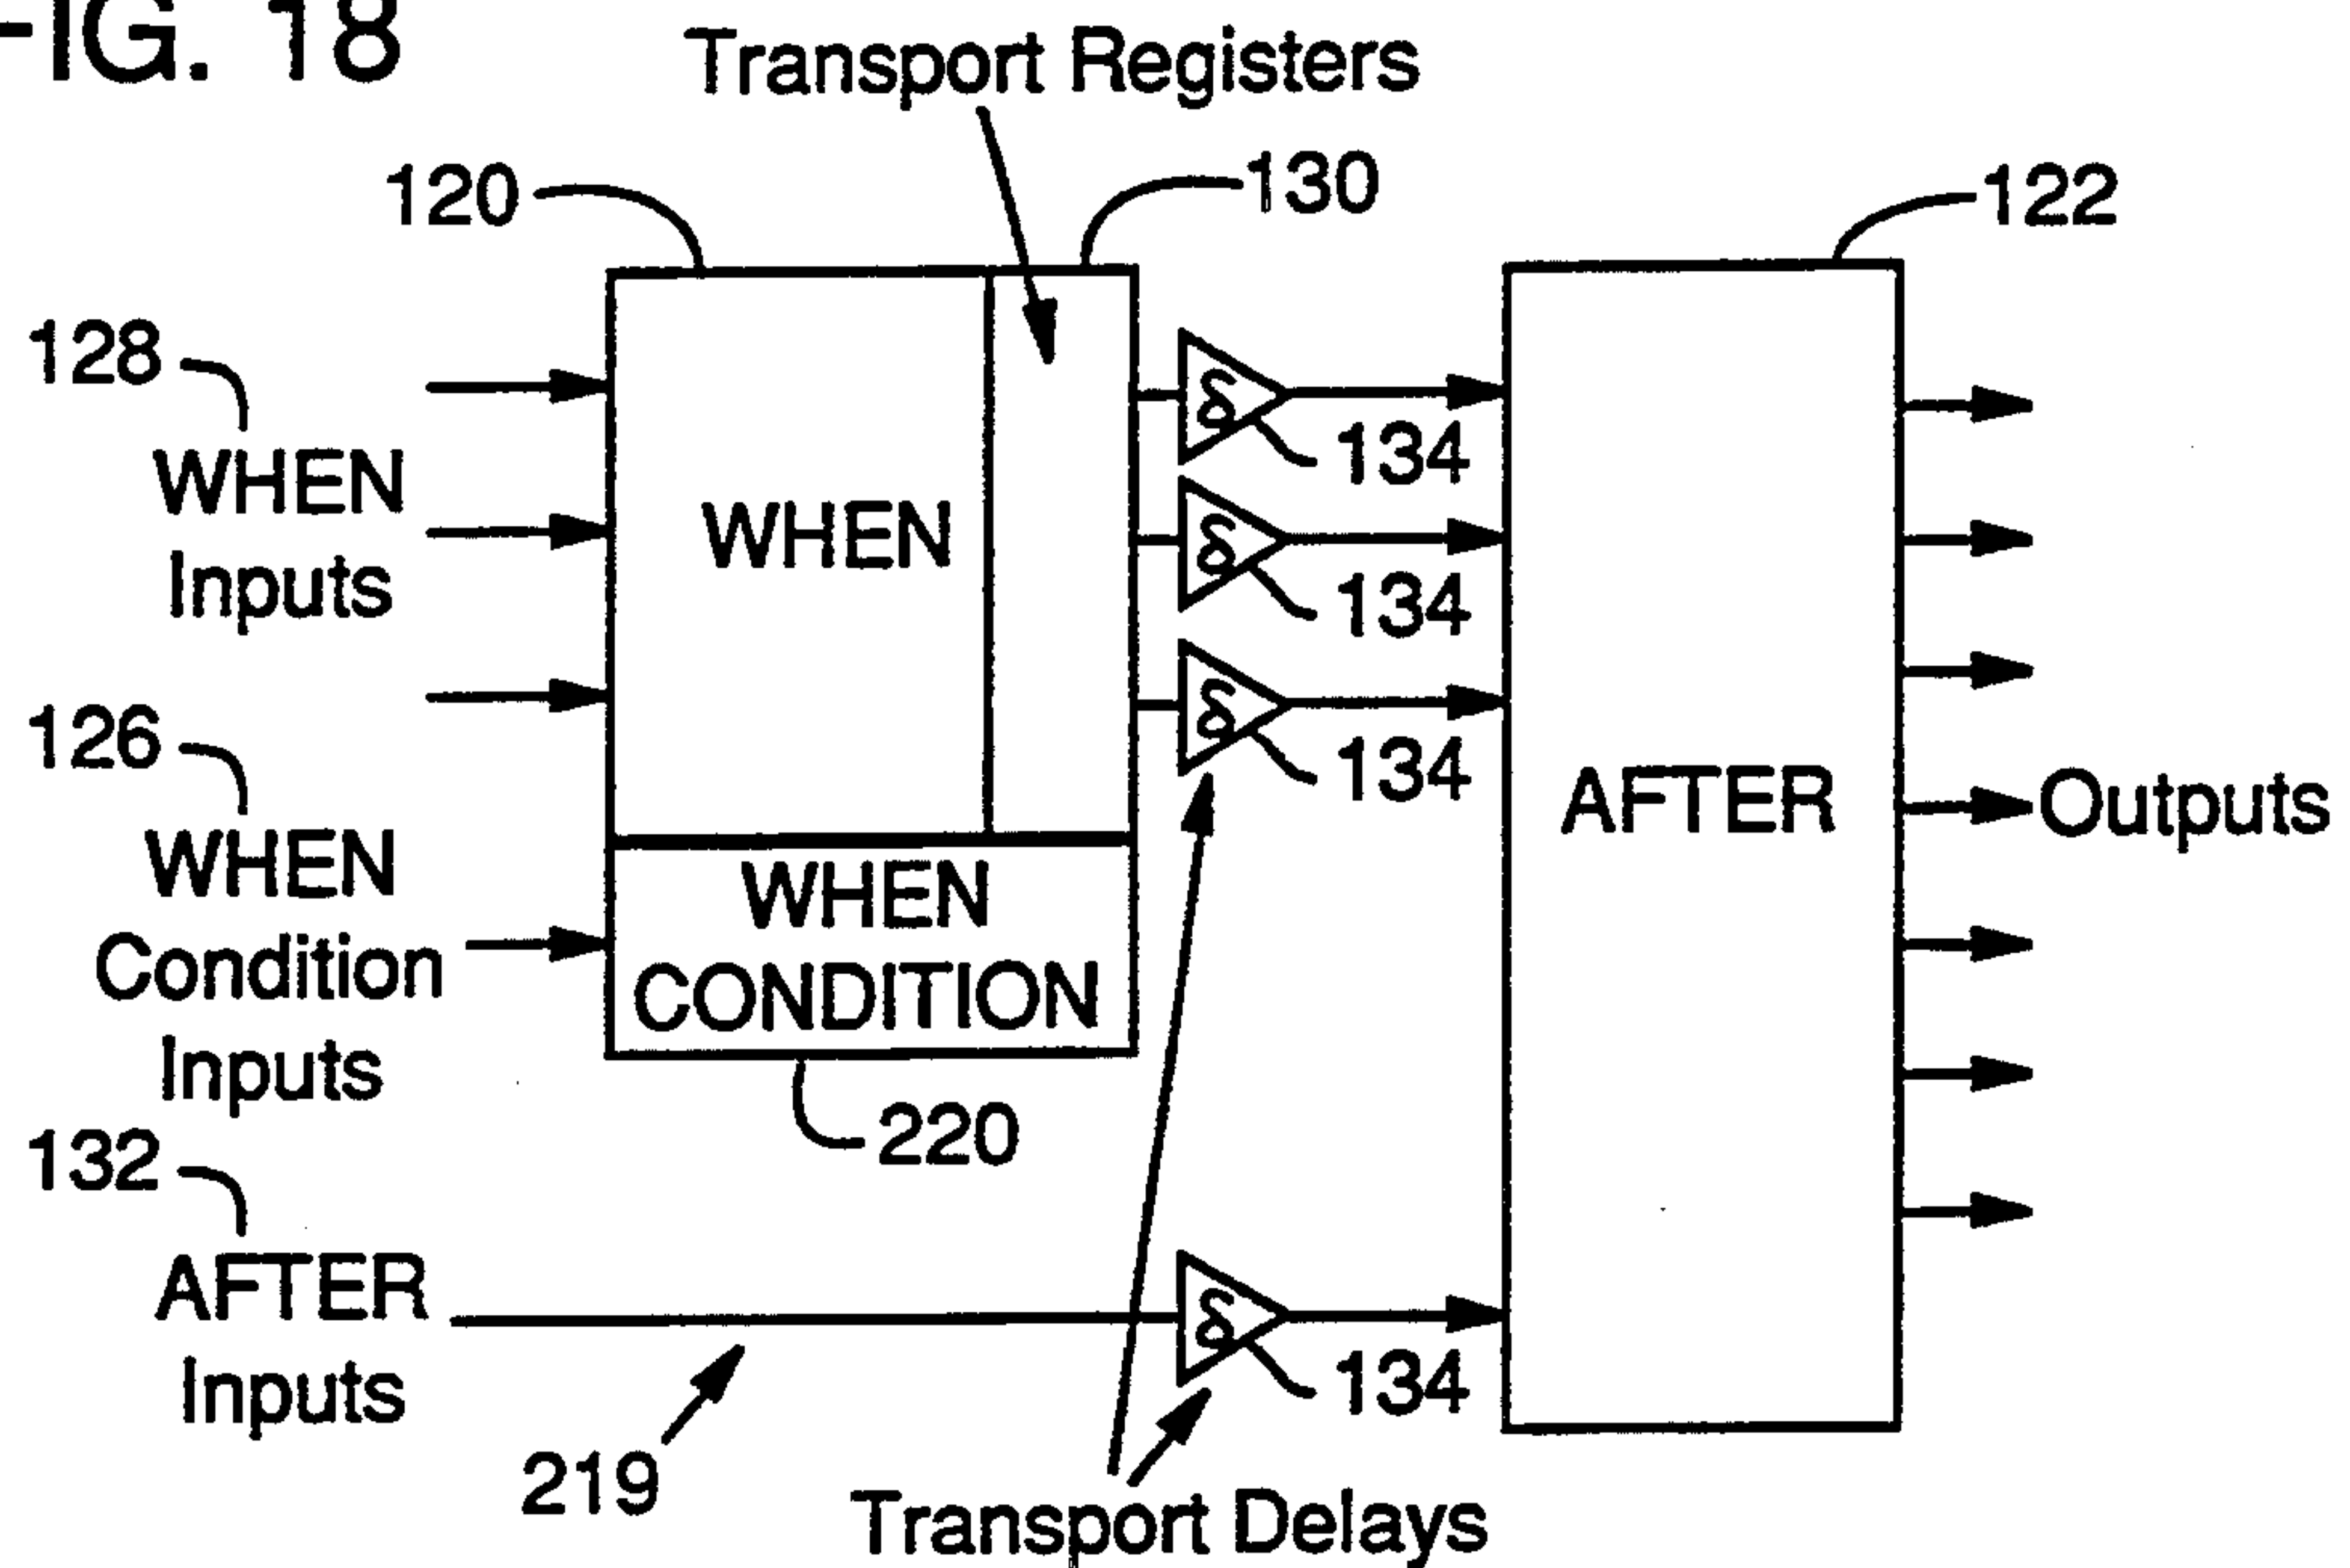 FIG. 18
Transport Registers
120
130
122
128
WHEN
Inputs
WHEN
δ
134
δ
134
δ
134
126
WHEN
Condition
Inputs
WHEN
CONDITION
220
AFTER
Outputs
132
AFTER
Inputs
δ
134
219
Transport Delays